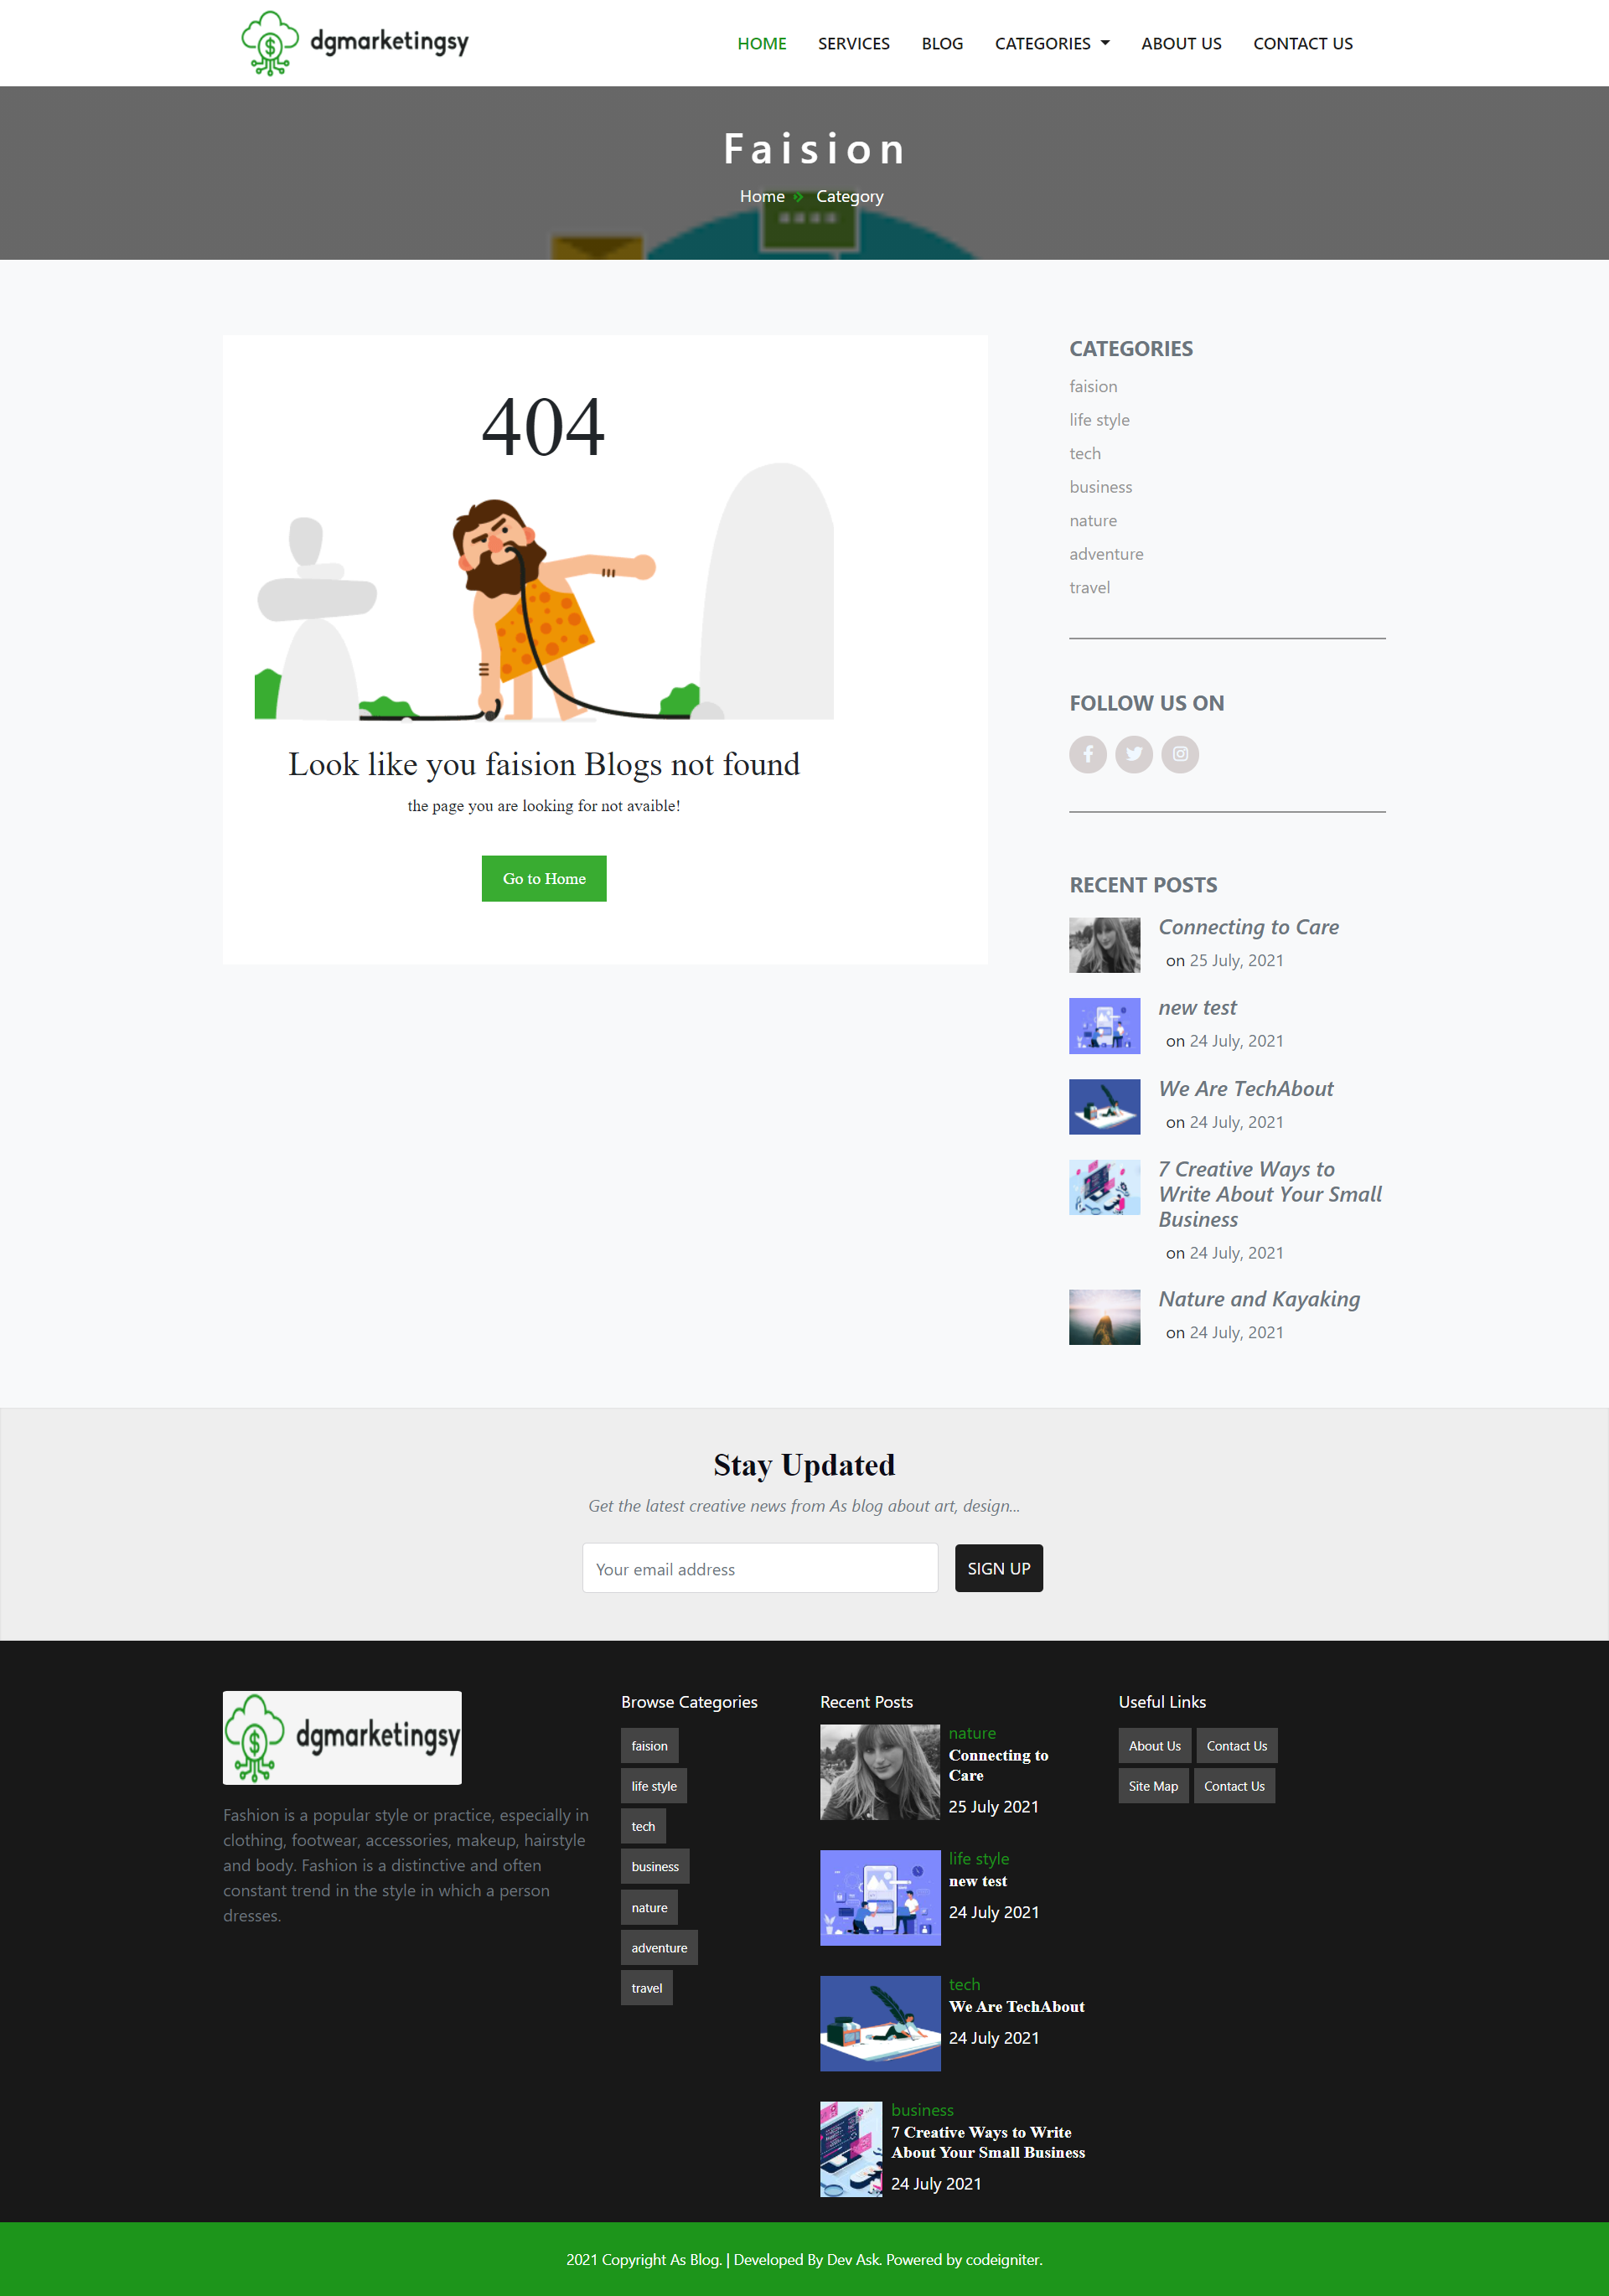 dgmarketingsy
HOME SERVICES BLOG CATEGORIES ABOUT US CONTACT US
Faision
Home Category
404
Look like you faision Blogs not found
the page you are looking for not avaible!
Go to Home
CATEGORIES
faision
life style
tech
business
nature
adventure
travel
FOLLOW US ON
RECENT POSTS
Connecting to Care
on 25 July, 2021
new test
on 24 July, 2021
We Are TechAbout
on 24 July, 2021
7 Creative Ways to
Write About Your Small
Business
on 24 July, 2021
Nature and Kayaking
on 24 July, 2021
Stay Updated
Get the latest creative news from As blog about art, design...
Your email address
SIGN UP
dgmarketingsy
Fashion is a popular style or practice, especially in
clothing, footwear, accessories, makeup, hairstyle
and body. Fashion is a distinctive and often
constant trend in the style in which a person
dresses.
Browse Categories
faision
life style
tech
business
nature
adventure
travel
Recent Posts
nature
Connecting to
Care
25 July 2021
life style
new test
24 July 2021
tech
We Are TechAbout
24 July 2021
business
7 Creative Ways to Write
About Your Small Business
24 July 2021
Useful Links
About Us Contact Us
Site Map Contact Us
2021 Copyright As Blog. | Developed By Dev Ask. Powered by codeigniter.